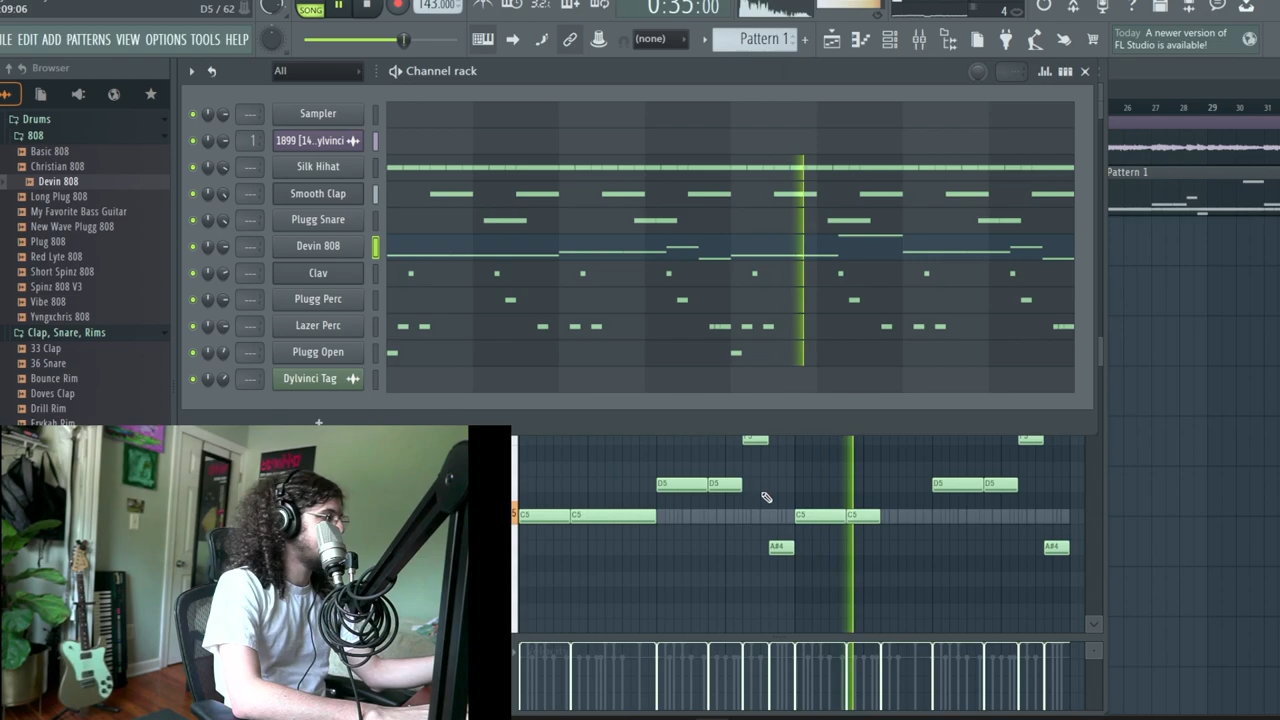 :09:06
D5 / 62
SONG
143.000
3.2.
0:35:00
4
ILE EDIT ADD PATTERNS VIEW OPTIONS TOOLS HELP
(none)
Pattern 1
Today A newer version of
FL Studio is available!
Browser
All
Channel rack
Drums
808
Basic 808
Christian 808
Devin 808
Long Plug 808
My Favorite Bass Guitar
New Wave Plugg 808
Plug 808
Red Lyte 808
Short Spinz 808
Spinz 808 V3
Vibe 808
Yvngxchris 808
Clap, Snare, Rims
33 Clap
36 Snare
Bounce Rim
Doves Clap
Drill Rim
Erykah Rim
Sampler
1 1899 [14..ylvinci
Silk Hihat
Smooth Clap
Plugg Snare
Devin 808
Clav
Plugg Perc
Lazer Perc
Plugg Open
Dylvinci Tag
+
26 27 28 29 30 31
Pattern 1
D5 D5 D5 D5
C5 C5 C5 C5
A#4 A#4